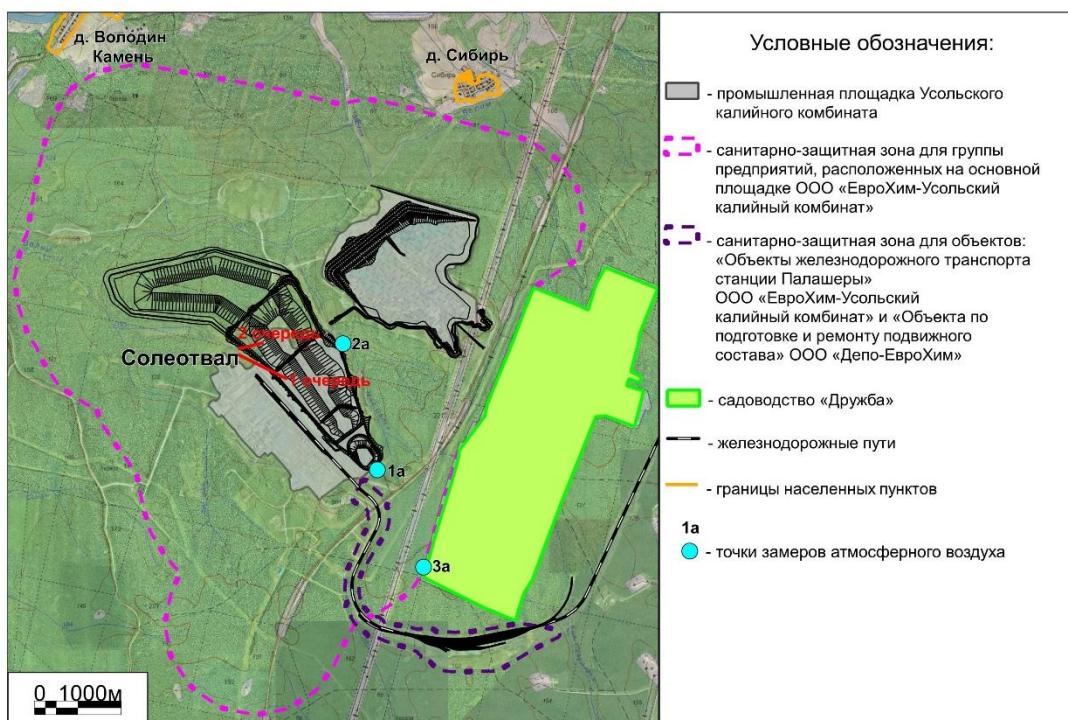 д. Володин
Камень
д. Сибирь
Сибирь
2 очередь
Солеотвал
1 очередь
2а
1а
3а
0 1000м
Условные обозначения:
- промышленная площадка Усольского
калийного комбината
- санитарно-защитная зона для группы
предприятий, расположенных на основной
площадке ООО «ЕвроХим-Усольский
калийный комбинат»
- санитарно-защитная зона для объектов:
«Объекты железнодорожного транспорта
станции Палашеры»
ООО «ЕвроХим-Усольский
калийный комбинат» и «Объекта по
подготовке и ремонту подвижного
состава» ООО «Депо-ЕвроХим»
- садоводство «Дружба»
- железнодорожные пути
- границы населенных пунктов
1а
- точки замеров атмосферного воздуха